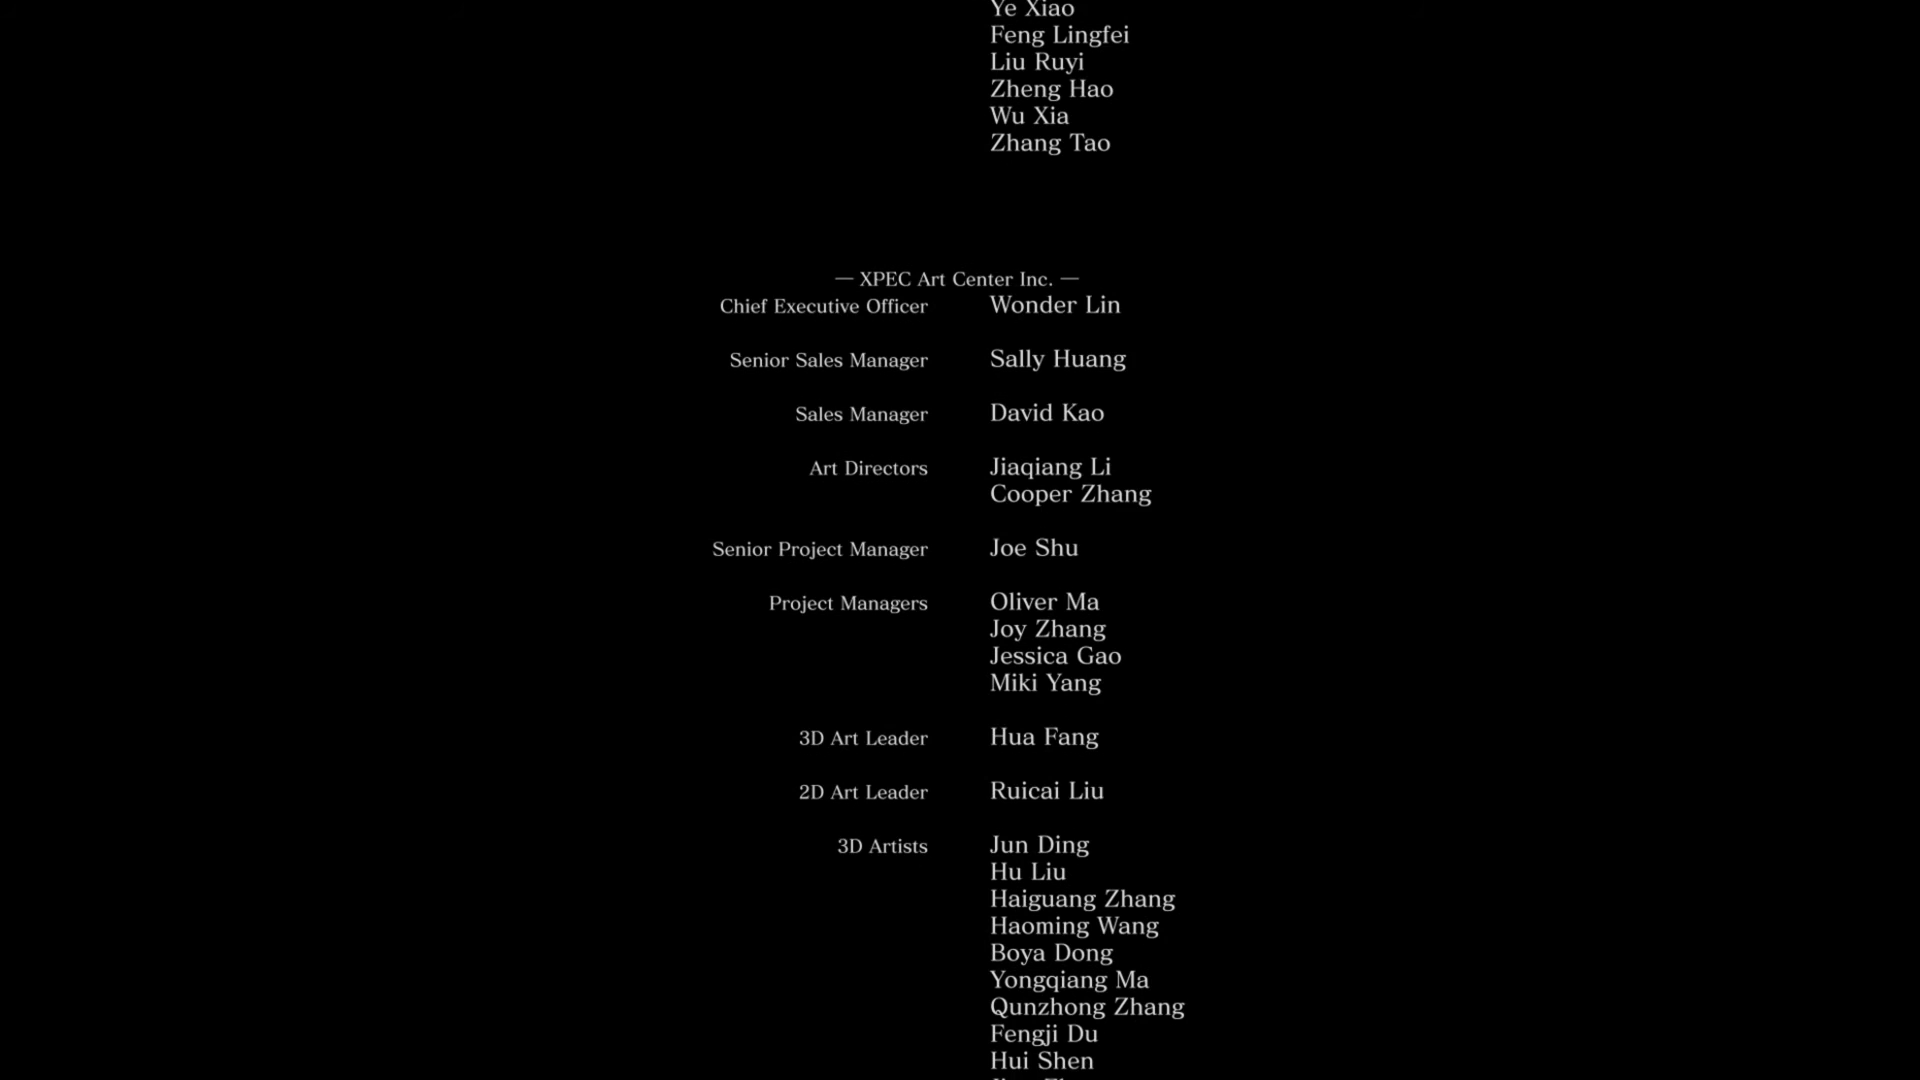 Ye Xiao
Feng Lingfei
Liu Ruyi
Zheng Hao
Wu Xia
Zhang Tao
— XPEC Art Center Inc. —
Chief Executive Officer Wonder Lin
Senior Sales Manager Sally Huang
Sales Manager David Kao
Art Directors Jiaqiang Li
Cooper Zhang
Senior Project Manager Joe Shu
Project Managers Oliver Ma
Joy Zhang
Jessica Gao
Miki Yang
3D Art Leader Hua Fang
2D Art Leader Ruicai Liu
3D Artists Jun Ding
Hu Liu
Haiguang Zhang
Haoming Wang
Boya Dong
Yongqiang Ma
Qunzhong Zhang
Fengji Du
Hui Shen